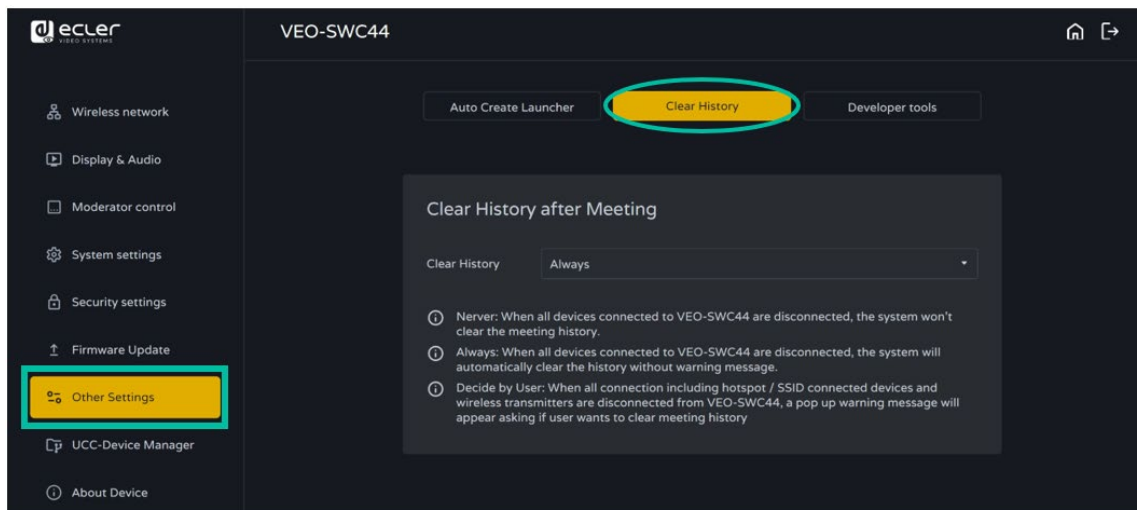 ecler
VIDEO SYSTEMS
VEO-SWC44
Wireless network
Display & Audio
Moderator control
System settings
Security settings
Firmware Update
Other Settings
UCC-Device Manager
About Device
Auto Create Launcher
Clear History
Developer tools
Clear History after Meeting
Clear History
Always
Nerver: When all devices connected to VEO-SWC44 are disconnected, the system won't
clear the meeting history.
Always: When all devices connected to VEO-SWC44 are disconnected, the system will
automatically clear the history without warning message.
Decide by User: When all connection including hotspot / SSID connected devices and
wireless transmitters are disconnected from VEO-SWC44, a pop up warning message will
appear asking if user wants to clear meeting history